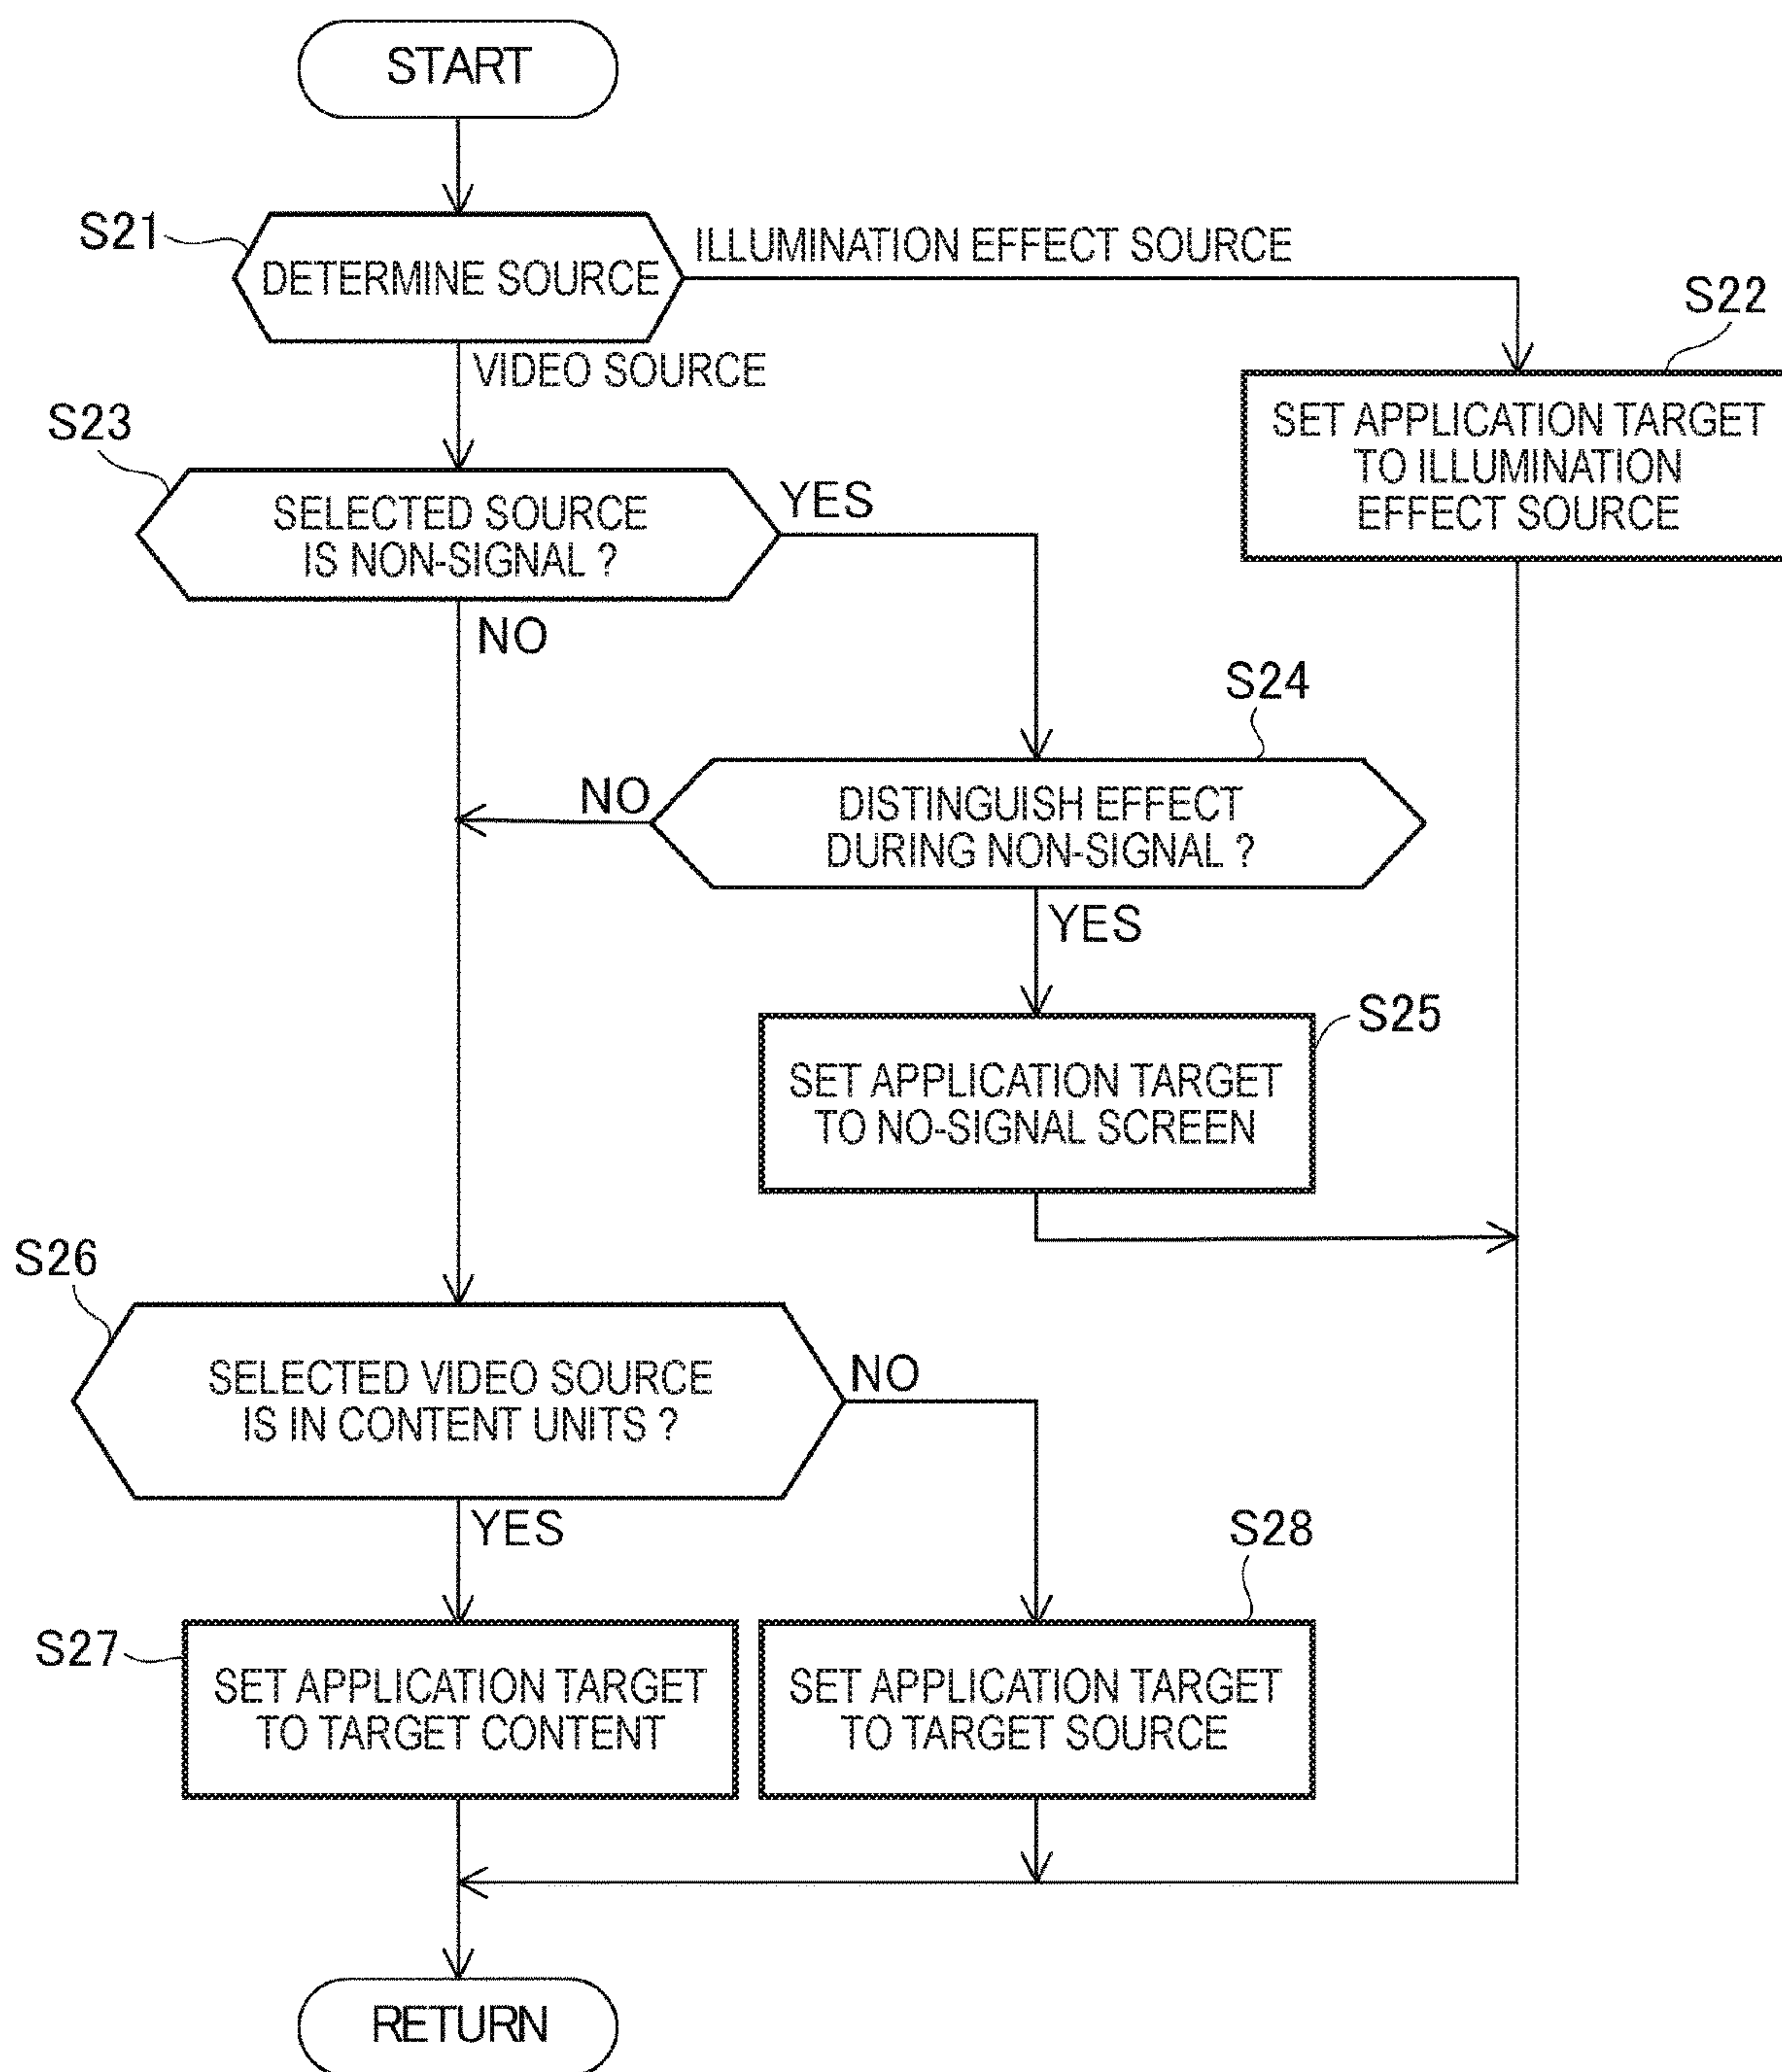 START
S21
DETERMINE SOURCE
ILLUMINATION EFFECT SOURCE
S22
SET APPLICATION TARGET
TO ILLUMINATION
EFFECT SOURCE
VIDEO SOURCE
S23
SELECTED SOURCE
IS NON-SIGNAL ?
YES
NO
S24
DISTINGUISH EFFECT
DURING NON-SIGNAL ?
NO
YES
S25
SET APPLICATION TARGET
TO NO-SIGNAL SCREEN
S26
SELECTED VIDEO SOURCE
IS IN CONTENT UNITS ?
NO
YES
S27
SET APPLICATION TARGET
TO TARGET CONTENT
S28
SET APPLICATION TARGET
TO TARGET SOURCE
RETURN